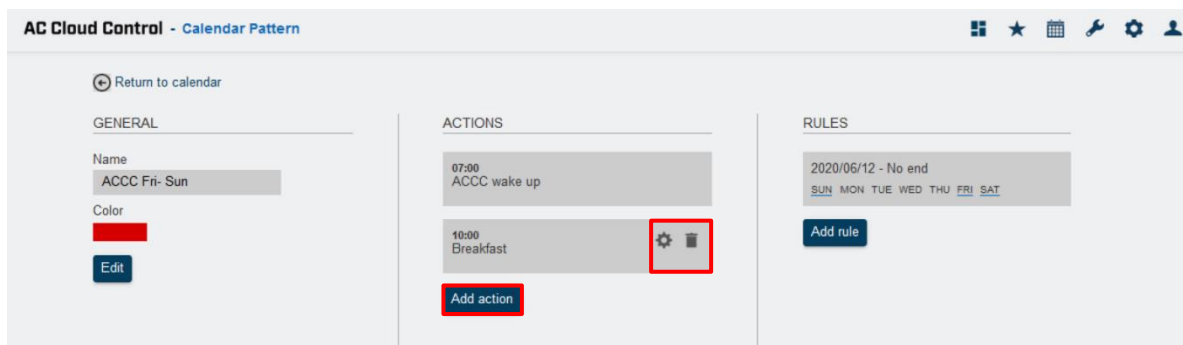 AC Cloud Control - Calendar Pattern
Return to calendar
GENERAL
Name
ACCC Fri- Sun
Color
Edit
ACTIONS
07:00
ACCC wake up
10:00
Breakfast
Add action
RULES
2020/06/12 - No end
SUN MON TUE WED THU FRI SAT
Add rule